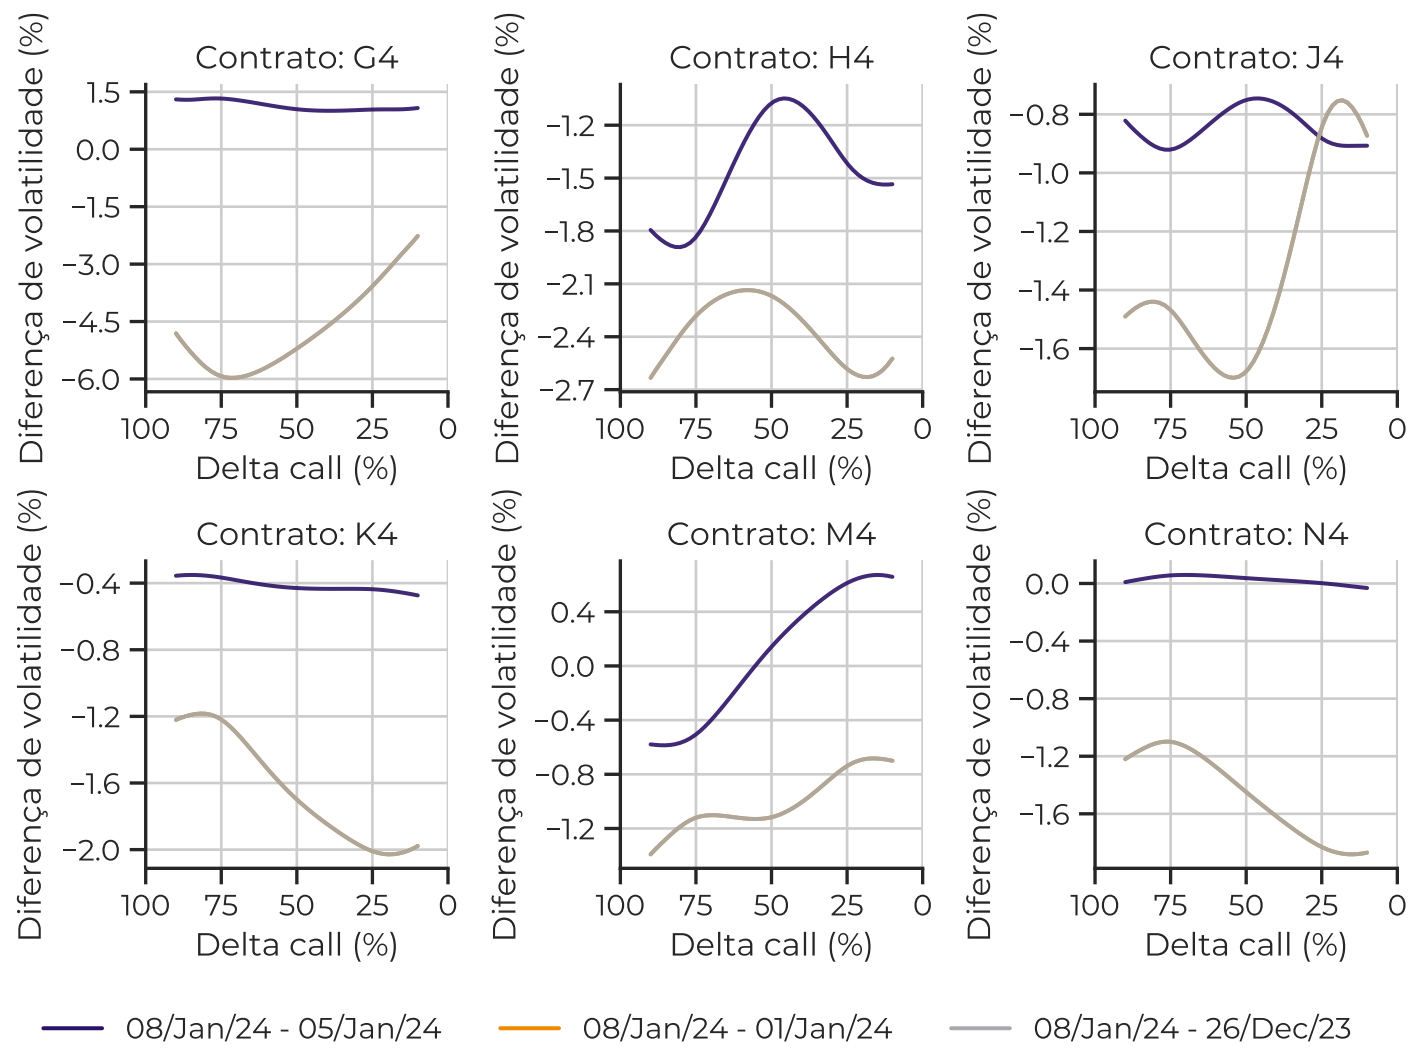 Contrato: G4
Diferença de volatilidade (%)
1.5
0.0
−1.5
−3.0
−4.5
−6.0
100 75 50 25 0
Delta call (%)
Contrato: H4
Diferença de volatilidade (%)
−1.2
−1.5
−1.8
−2.1
−2.4
−2.7
100 75 50 25 0
Delta call (%)
Contrato: J4
Diferença de volatilidade (%)
−0.8
−1.0
−1.2
−1.4
−1.6
100 75 50 25 0
Delta call (%)
Contrato: K4
Diferença de volatilidade (%)
−0.4
−0.8
−1.2
−1.6
−2.0
100 75 50 25 0
Delta call (%)
Contrato: M4
Diferença de volatilidade (%)
0.4
0.0
−0.4
−0.8
−1.2
100 75 50 25 0
Delta call (%)
Contrato: N4
Diferença de volatilidade (%)
0.0
−0.4
−0.8
−1.2
−1.6
100 75 50 25 0
Delta call (%)
08/Jan/24 - 05/Jan/24 08/Jan/24 - 01/Jan/24 08/Jan/24 - 26/Dec/23